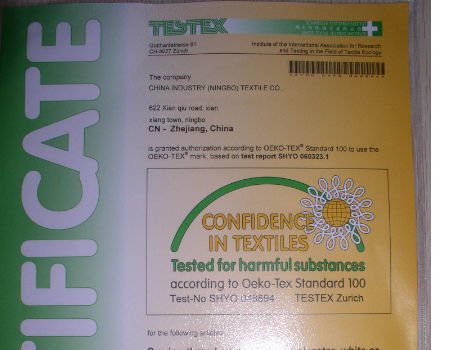 TESTEX
Gotthardstrasse 61
CH-8027 Zürich
Institute of the International Association for Research
and Testing in the Field of Textile Ecology
The company
CHINA INDUSTRY (NINGBO) TEXTILE CO.,
622 Xian qiu road, xian
xiang town, ningbo
CN - Zhejiang, China
is granted authorization according to OEKO-TEX® Standard 100 to use the
OEKO-TEX® mark, based on test report SHYO 060323.1
CONFIDENCE
IN TEXTILES
Tested for harmful substances
according to Oeko-Tex Standard 100
Test-No SHYO 048694 TESTEX Zurich
for the following articles:
TIFICATE